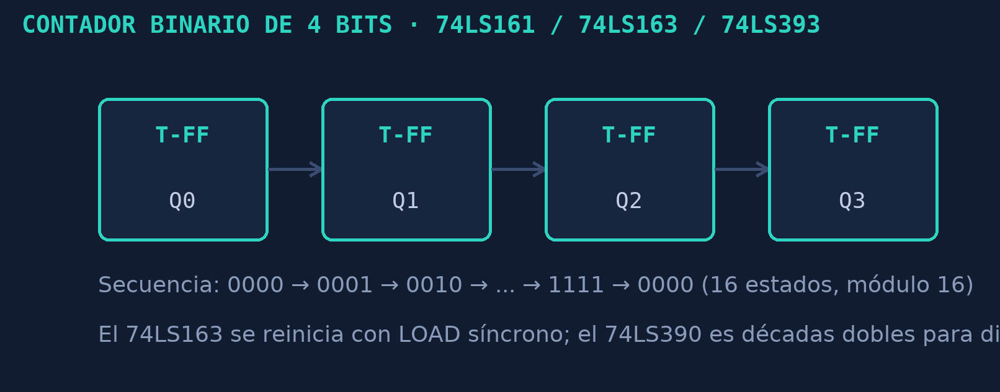 CONTADOR BINARIO DE 4 BITS · 74LS161 / 74LS163 / 74LS393
T-FF T-FF T-FF T-FF
Q0 Q1 Q2 Q3
Secuencia: 0000 → 0001 → 0010 → ... → 1111 → 0000 (16 estados, módulo 16)
El 74LS163 se reinicia con LOAD síncrono; el 74LS390 es décadas dobles para